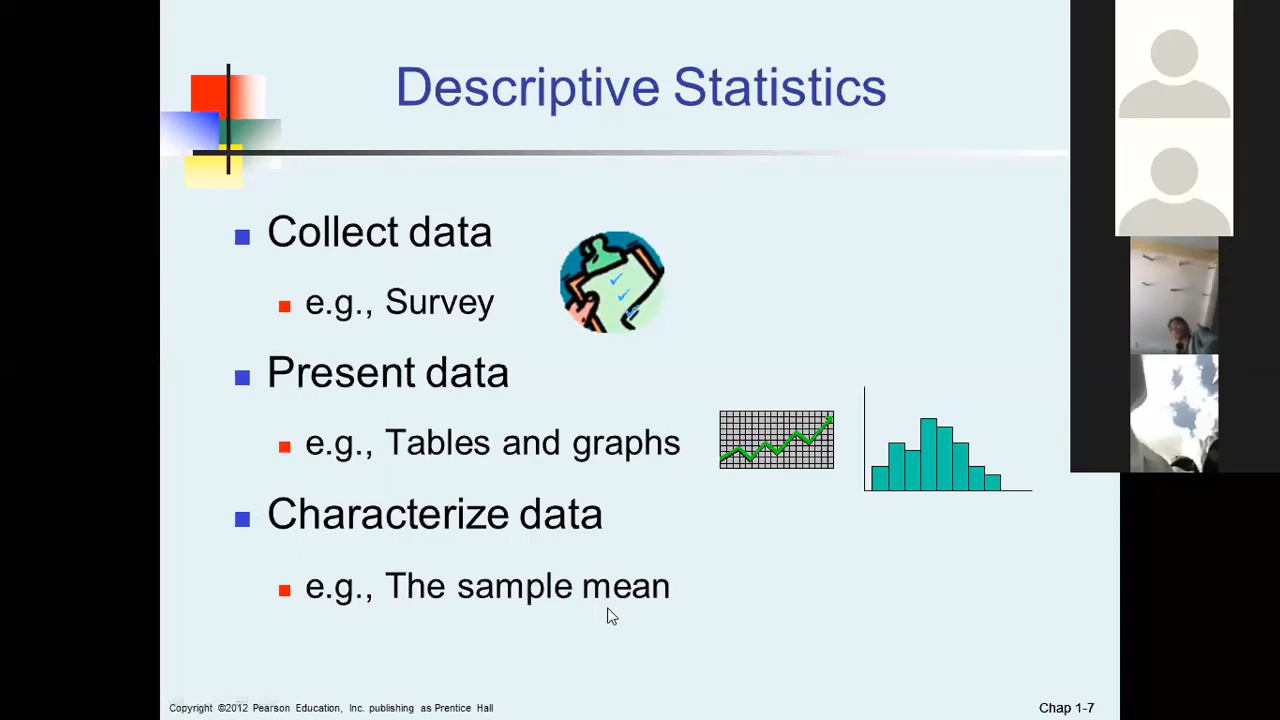 Descriptive Statistics
Collect data
e.g., Survey
Present data
e.g., Tables and graphs
Characterize data
e.g., The sample mean
Copyright ©2012 Pearson Education, Inc. publishing as Prentice Hall
Chap 1-7